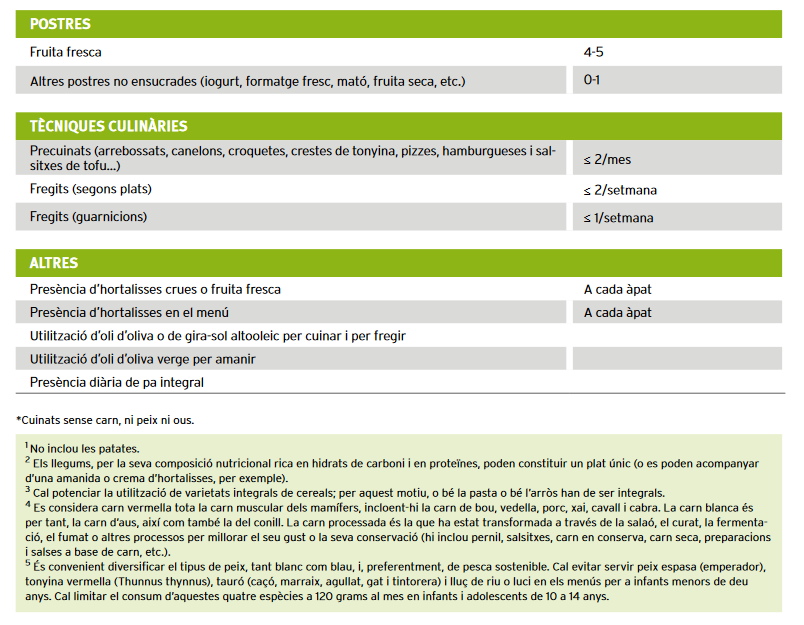 POSTRES
Fruita fresca 4-5
Altres postres no ensucrades (iogurt, formatge fresc, mató, fruita seca, etc.) 0-1
TÈCNIQUES CULINÀRIES
Precuinats (arrebossats, canelons, croquetes, crestes de tonyina, pizzes, hamburgueses i sal-
sitxes de tofu...) ≤ 2/mes
Fregits (segons plats) ≤ 2/setmana
Fregits (guarnicions) ≤ 1/setmana
ALTRES
Presència d'hortalisses crues o fruita fresca A cada àpat
Presència d'hortalisses en el menú A cada àpat
Utilització d'oli d'oliva o de gira-sol altooleic per cuinar i per fregir
Utilització d'oli d'oliva verge per amanir
Presència diària de pa integral
*Cuinats sense carn, ni peix ni ous.
1 No inclou les patates.
2 Els llegums, per la seva composició nutricional rica en hidrats de carboni i en proteïnes, poden constituir un plat únic (o es poden acompanyar
d'una amanida o crema d'hortalisses, per exemple).
3 Cal potenciar la utilització de varietats integrals de cereals; per aquest motiu, o bé la pasta o bé l'arròs han de ser integrals.
4 Es considera carn vermella tota la carn muscular dels mamífers, incloent-hi la carn de bou, vedella, porc, xai, cavall i cabra. La carn blanca és
per tant, la carn d'aus, així com també la del conill. La carn processada és la que ha estat transformada a través de la salaó, el curat, la fermenta-
ció, el fumat o altres processos per millorar el seu gust o la seva conservació (hi inclou pernil, salsitxes, carn en conserva, carn seca, preparacions
i salses a base de carn, etc.).
5 És convenient diversificar el tipus de peix, tant blanc com blau, i, preferentment, de pesca sostenible. Cal evitar servir peix espasa (emperador),
tonyina vermella (Thunnus thynnus), tauró (caçó, marraix, agullat, gat i tintorera) i lluç de riu o luci en els menús per a infants menors de deu
anys. Cal limitar el consum d'aquestes quatre espècies a 120 grams al mes en infants i adolescents de 10 a 14 anys.